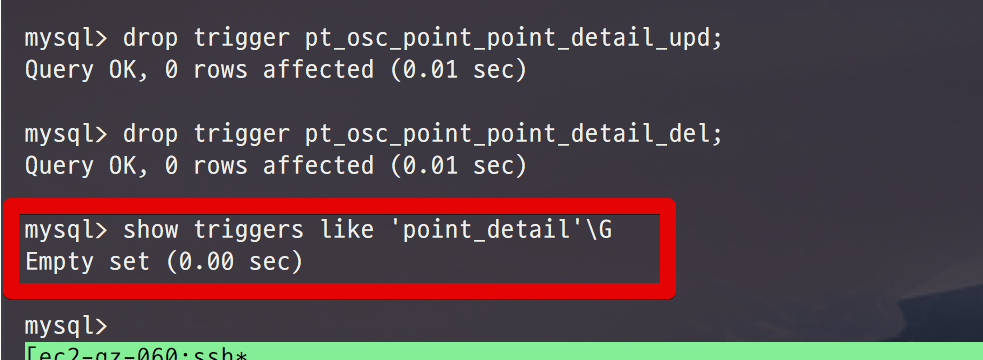 mysql> drop trigger pt_osc_point_point_detail_upd;
Query OK, 0 rows affected (0.01 sec)
mysql> drop trigger pt_osc_point_point_detail_del;
Query OK, 0 rows affected (0.01 sec)
mysql> show triggers like 'point_detail'\G
Empty set (0.00 sec)
mysql>
[ec2-gz-060:ssh*